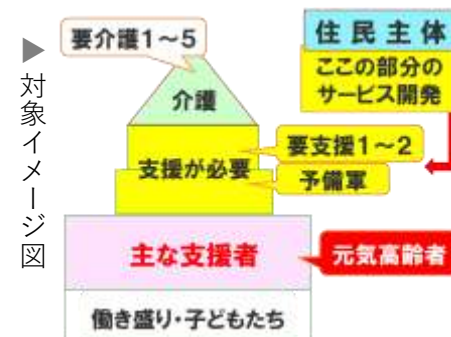 ▶対象イメージ図
要介護1～5
介護
支援が必要
要支援1～2
予備軍
主な支援者
元気高齢者
働き盛り・子どもたち
住民主体
ここの部分の
サービス開発